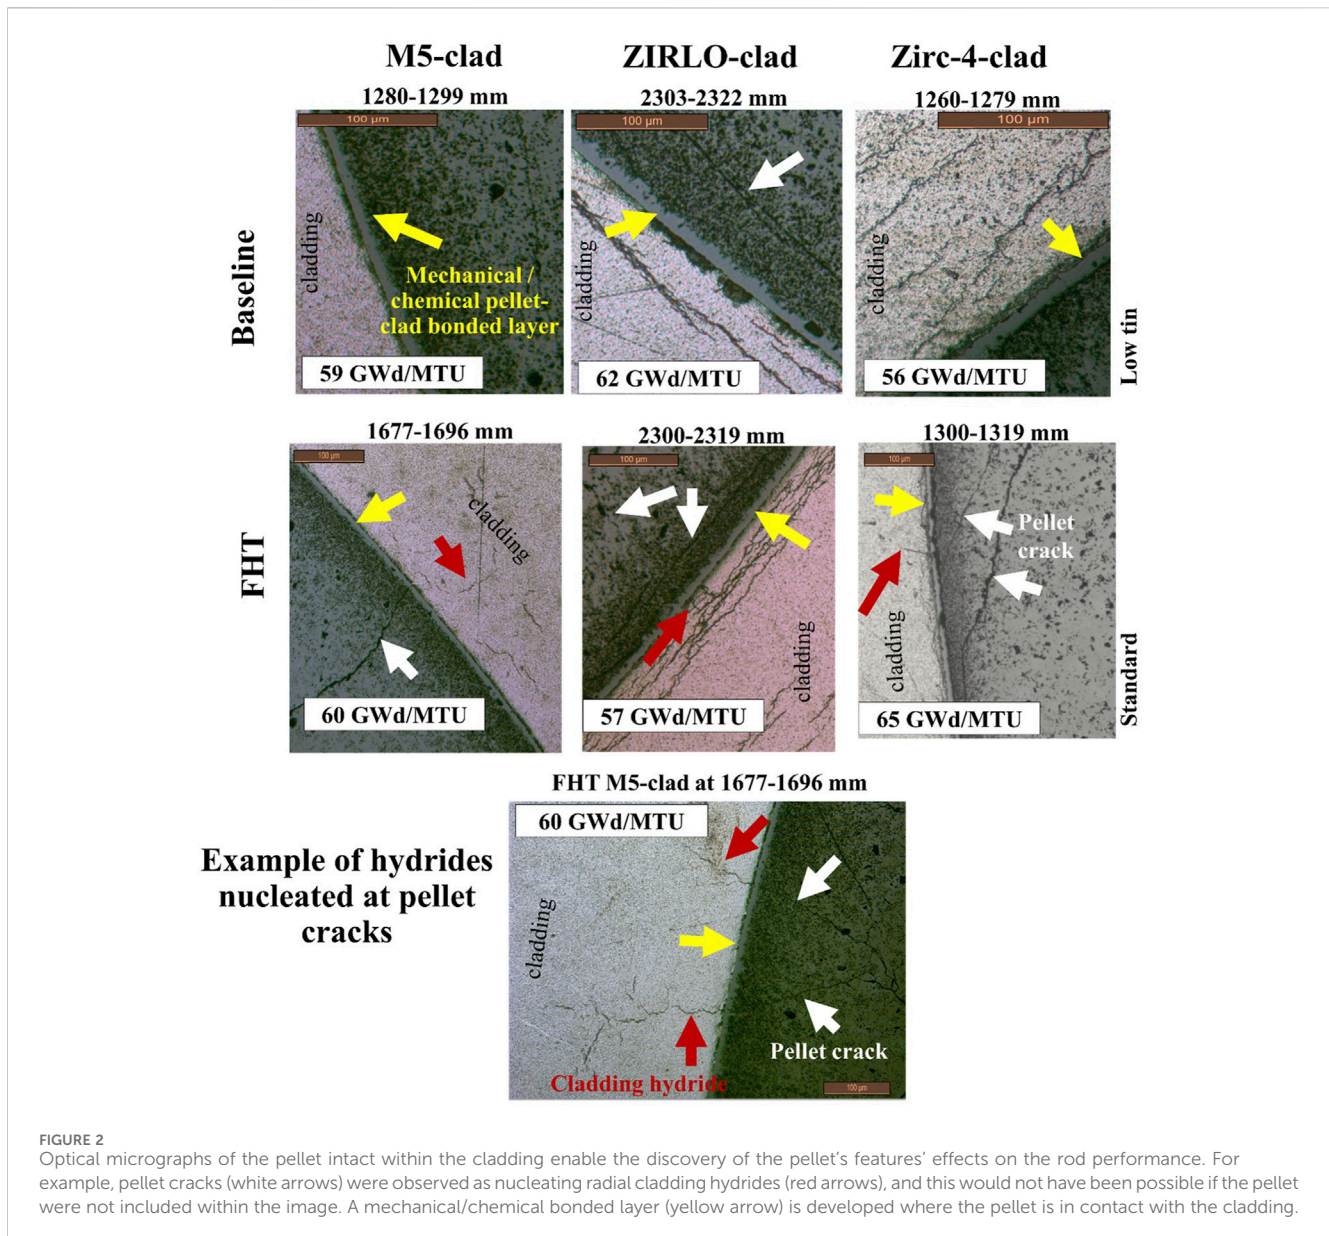 M5-clad
ZIRLO-clad
Zirc-4-clad
1280-1299 mm
2303-2322 mm
1260-1279 mm
Baseline
100 µm
cladding
Mechanical /
chemical pellet-
clad bonded layer
59 GWd/MTU
100 µm
cladding
62 GWd/MTU
100 µm
cladding
56 GWd/MTU
Low tin
1677-1696 mm
2300-2319 mm
1300-1319 mm
FHT
100 µm
cladding
60 GWd/MTU
100 µm
cladding
57 GWd/MTU
100 µm
Pellet
crack
cladding
65 GWd/MTU
Standard
FHT M5-clad at 1677-1696 mm
Example of hydrides
nucleated at pellet
cracks
60 GWd/MTU
cladding
Pellet crack
Cladding hydride
100 µm
FIGURE 2
Optical micrographs of the pellet intact within the cladding enable the discovery of the pellet's features' effects on the rod performance. For
example, pellet cracks (white arrows) were observed as nucleating radial cladding hydrides (red arrows), and this would not have been possible if the pellet
were not included within the image. A mechanical/chemical bonded layer (yellow arrow) is developed where the pellet is in contact with the cladding.